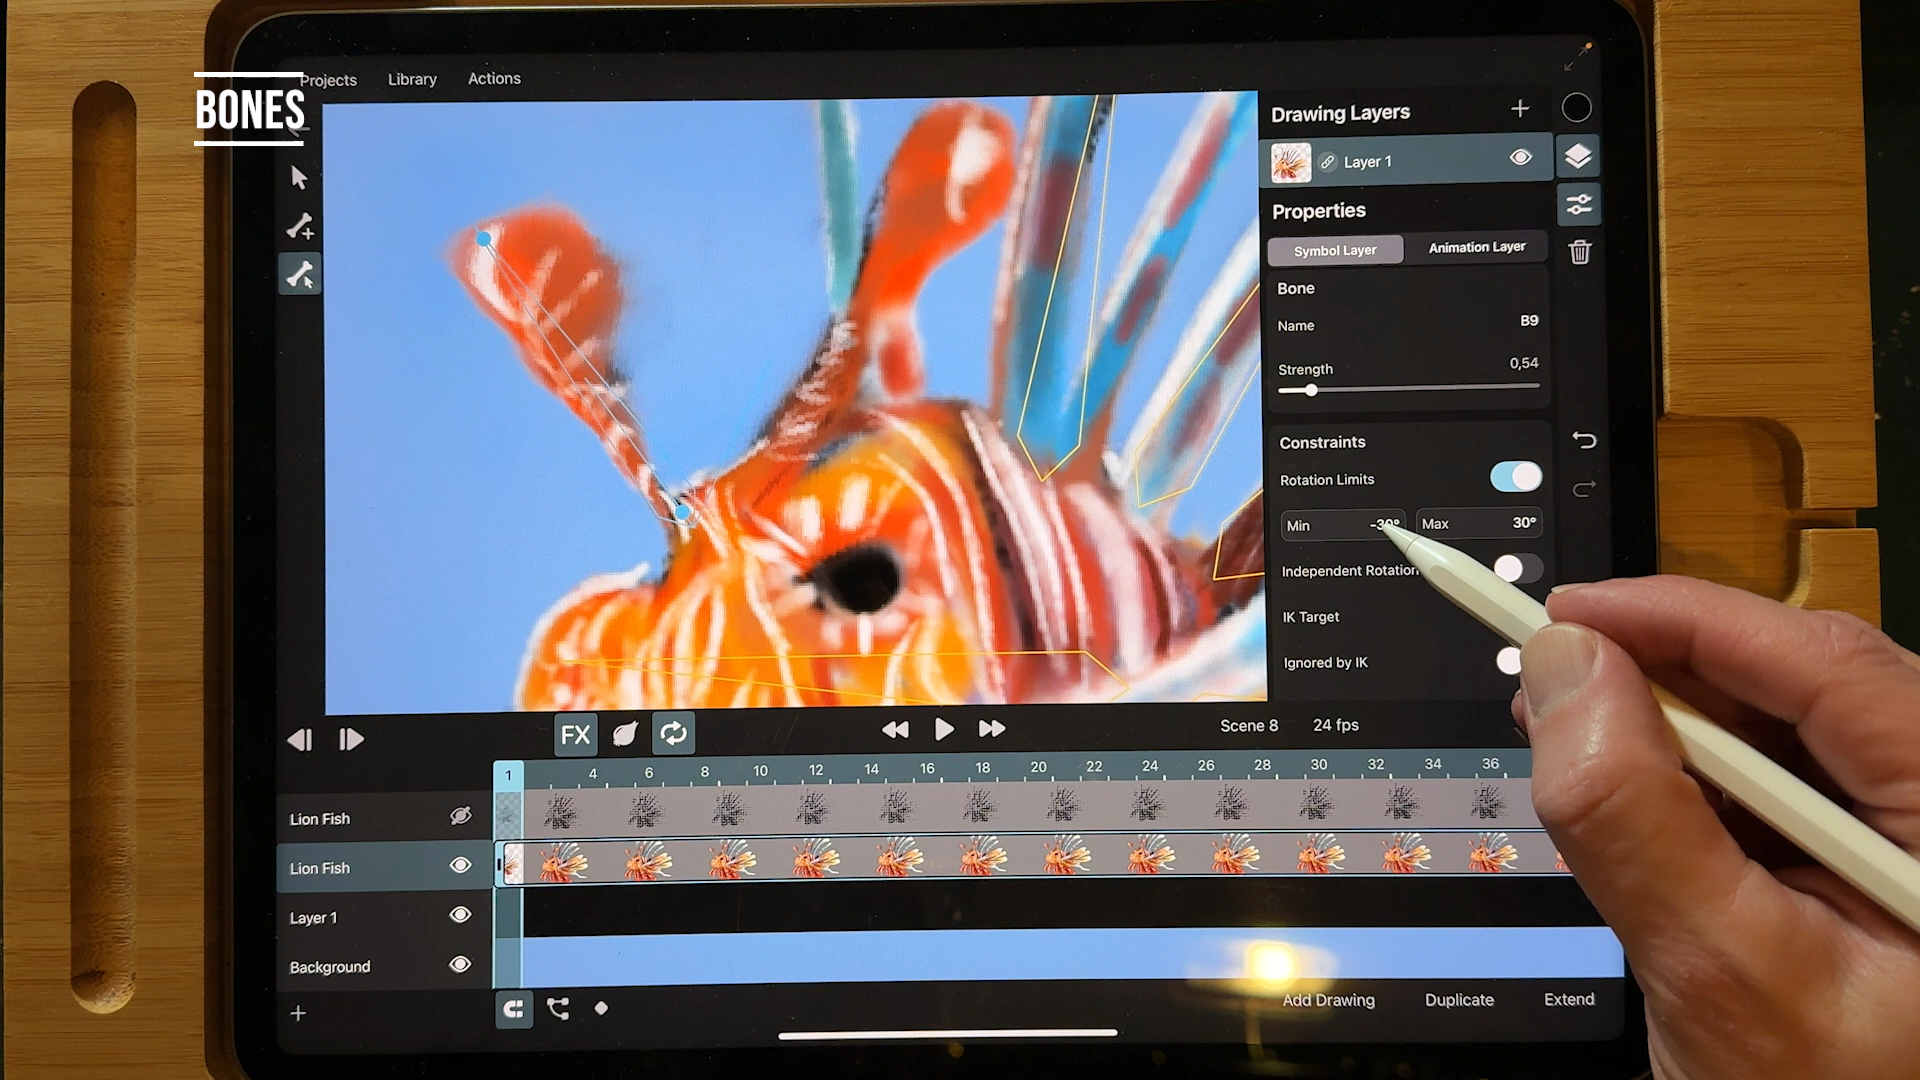 BONES
Projects Library Actions
Drawing Layers
Layer 1
Properties
Symbol Layer Animation Layer
Bone
Name B9
Strength 0,54
Constraints
Rotation Limits
Min -30° Max 30°
Independent Rotation
IK Target
Ignored by IK
FX
Scene 8 24 fps
1 4 6 8 10 12 14 16 18 20 22 24 26 28 30 32 34 36
Lion Fish
Lion Fish
Layer 1
Background
Add Drawing Duplicate Extend